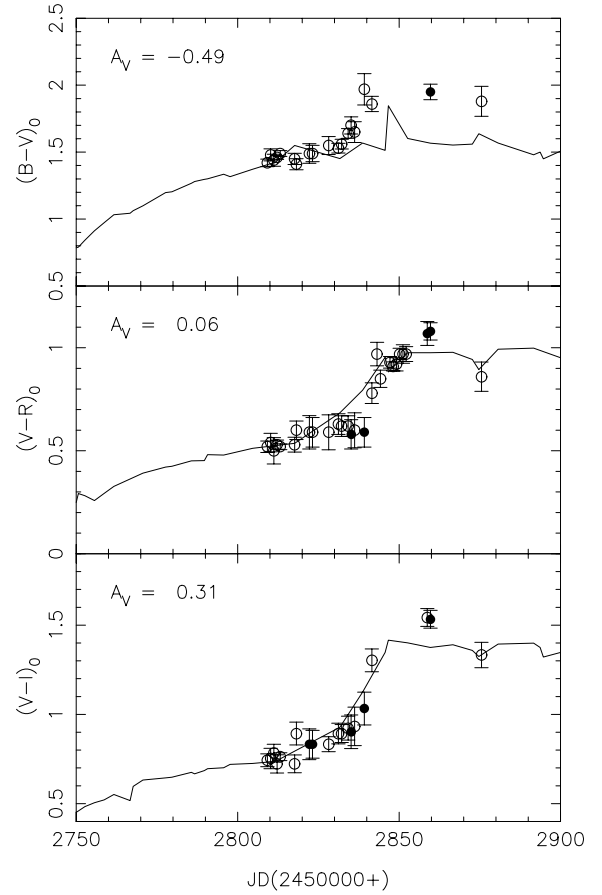 A_V = −0.49
(B−V)_0
0.5
1
1.5
2
2.5
A_V = 0.06
(V−R)_0
0
0.5
1
A_V = 0.31
(V−I)_0
0.5
1
1.5
2750 2800 2850 2900
JD(2450000+)